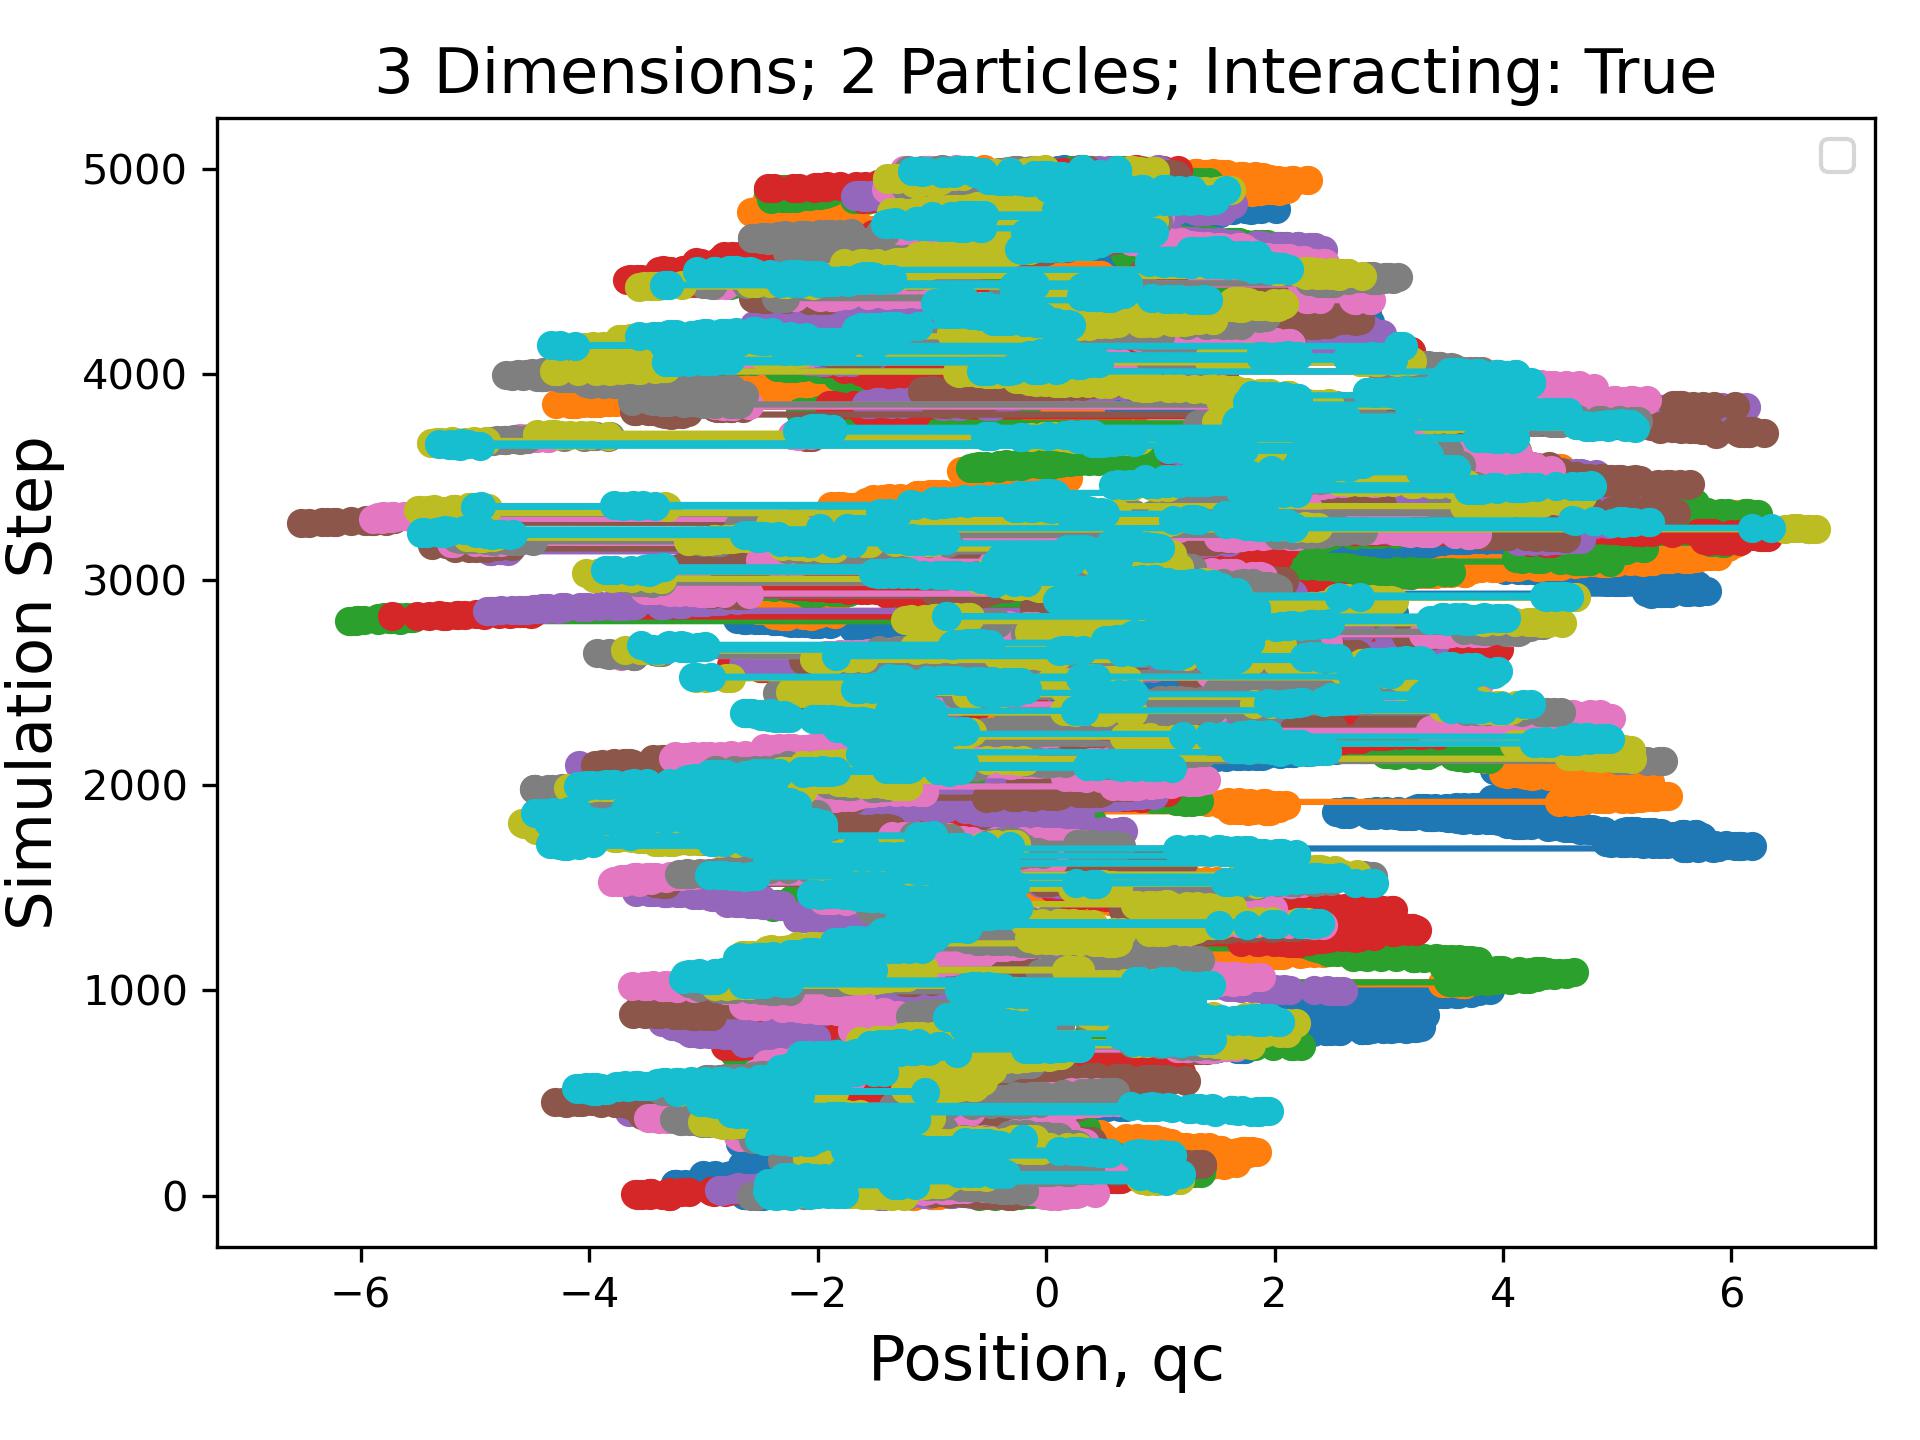 3 Dimensions; 2 Particles; Interacting: True
Simulation Step
5000
4000
3000
2000
1000
0
−6 −4 −2 0 2 4 6
Position, qc